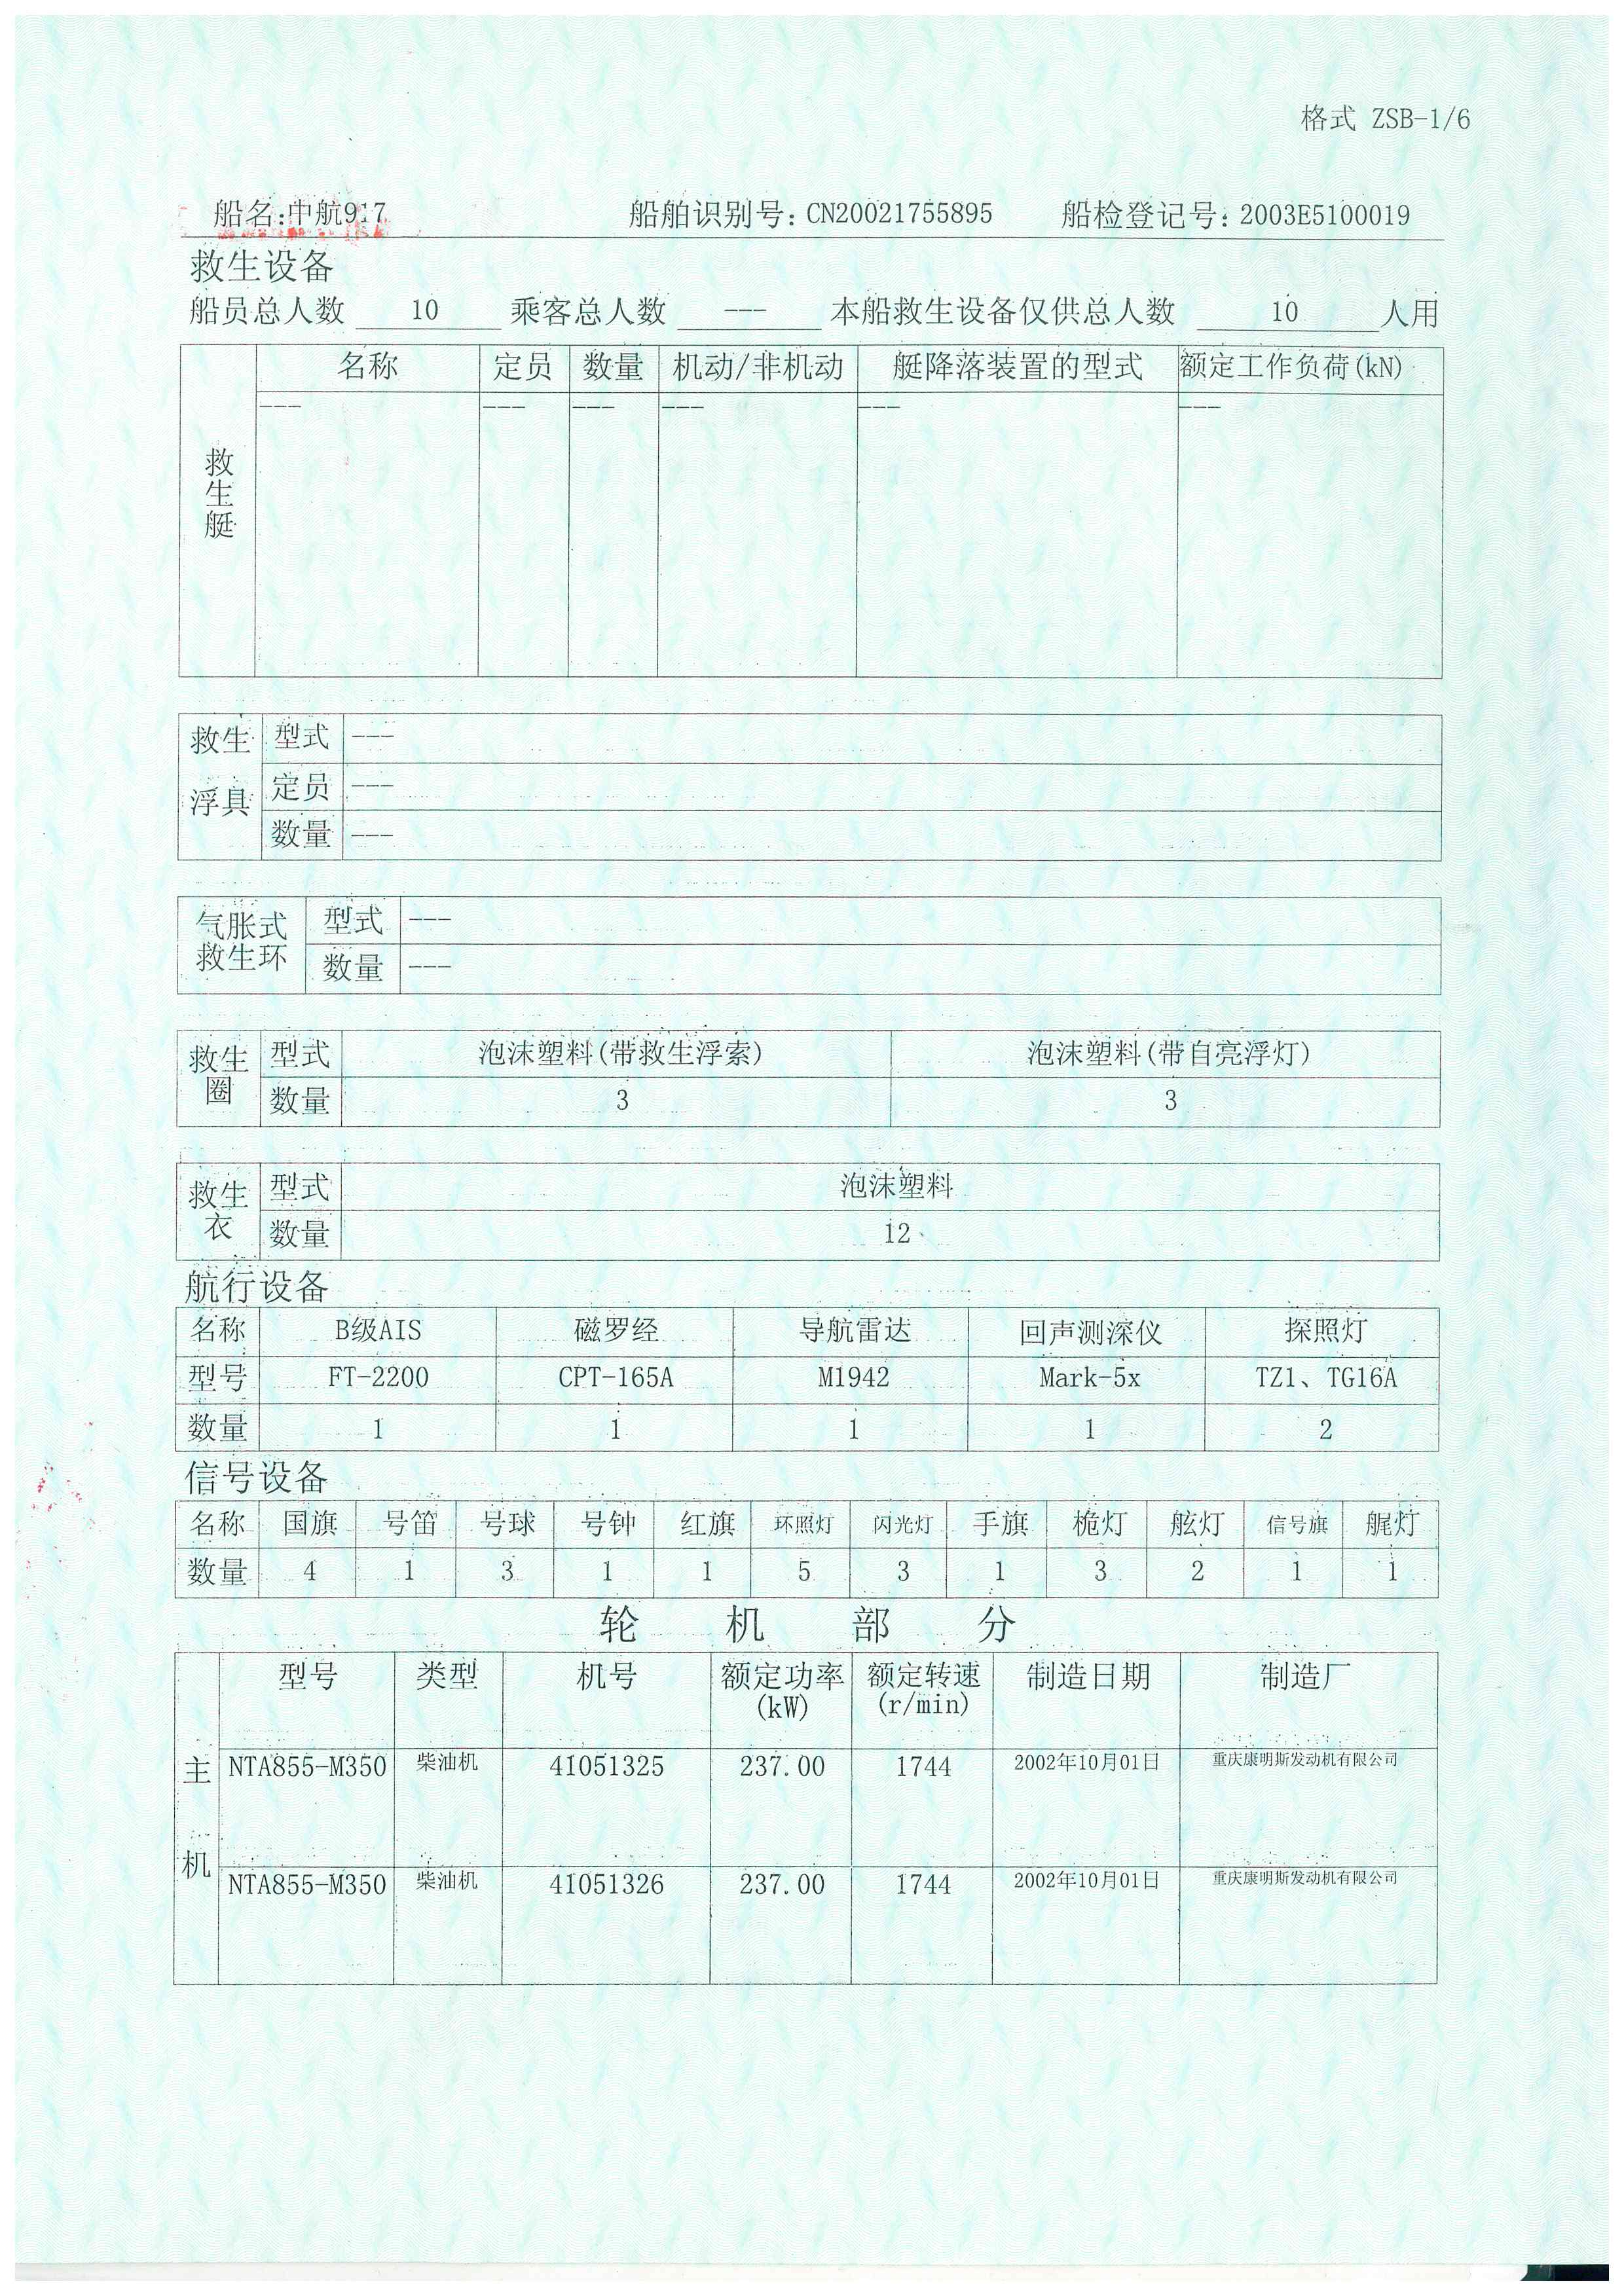 格式 ZSB-1/6
船名:中航917 船舶识别号: CN20021755895 船检登记号: 2003E5100019
救生设备
船员总人数 10 乘客总人数 --- 本船救生设备仅供总人数 10 人用
救生艇
名称 定员 数量 机动/非机动 艇降落装置的型式 额定工作负荷(kN)
--- --- --- --- --- ---
救生浮具
型式 ---
定员 ---
数量 ---
气胀式救生环
型式 ---
数量 ---
救生圈
型式 泡沫塑料(带救生浮索) 泡沫塑料(带自亮浮灯)
数量 3 3
救生衣
型式 泡沫塑料
数量 12
航行设备
名称 B级AIS 磁罗经 导航雷达 回声测深仪 探照灯
型号 FT-2200 CPT-165A M1942 Mark-5x TZ1、TG16A
数量 1 1 1 1 2
信号设备
名称 国旗 号笛 号球 号钟 红旗 环照灯 闪光灯 手旗 桅灯 舷灯 信号旗 艉灯
数量 4 1 3 1 1 5 3 1 3 2 1 1
轮机部分
主机
型号 类型 机号 额定功率(kW) 额定转速(r/min) 制造日期 制造厂
NTA855-M350 柴油机 41051325 237.00 1744 2002年10月01日 重庆康明斯发动机有限公司
NTA855-M350 柴油机 41051326 237.00 1744 2002年10月01日 重庆康明斯发动机有限公司